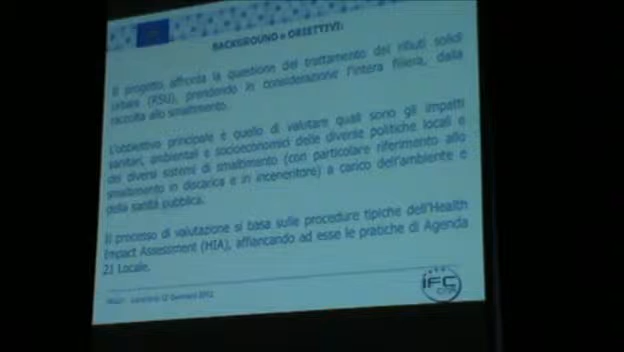 BACKGROUND e OBIETTIVI:
Il progetto affronta la questione del trattamento dei rifiuti solidi
urbani (RSU), prendendo in considerazione l'intera filiera, dalla
raccolta allo smaltimento.
L'obiettivo principale è quello di valutare quali sono gli impatti
sanitari, ambientali e socioeconomici delle diverse politiche locali e
dei diversi sistemi di smaltimento (con particolare riferimento allo
smaltimento in discarica e in inceneritore) a carico dell'ambiente e
della sanità pubblica.
Il processo di valutazione si basa sulle procedure tipiche dell'Health
Impact Assessment (HIA), affiancando ad esse le pratiche di Agenda
21 Locale.
12 Gennaio 2012
IFC
CNR